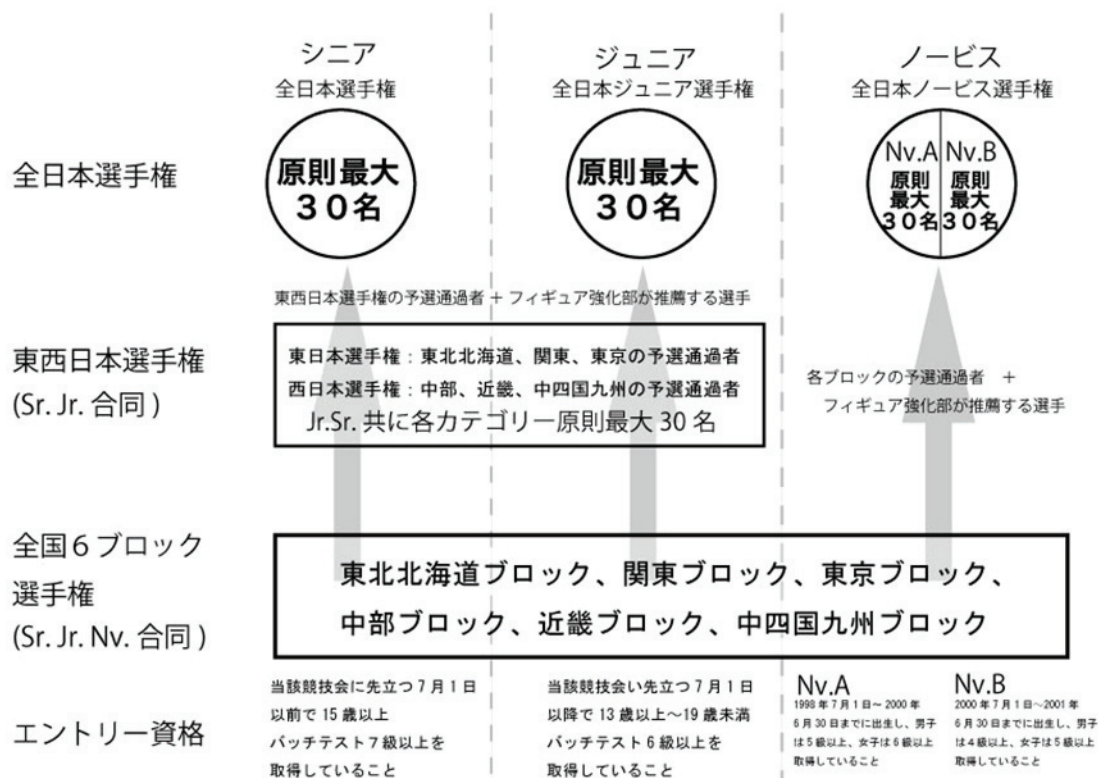 シニア
全日本選手権
ジュニア
全日本ジュニア選手権
ノービス
全日本ノービス選手権
全日本選手権
原則最大
３０名
原則最大
３０名
Nv.A
原則
最大
３０名
Nv.B
原則
最大
３０名
東西日本選手権の予選通過者 + フィギュア強化部が推薦する選手
東西日本選手権
(Sr. Jr. 合同 )
東日本選手権：東北北海道、関東、東京の予選通過者
西日本選手権：中部、近畿、中四国九州の予選通過者
Jr.Sr. 共に各カテゴリー原則最大 30 名
各ブロックの予選通過者　+
フィギュア強化部が推薦する選手
全国６ブロック
選手権
(Sr. Jr. Nv. 合同 )
東北北海道ブロック、関東ブロック、東京ブロック、
中部ブロック、近畿ブロック、中四国九州ブロック
エントリー資格
当該競技会に先立つ７月１日
以前で 15 歳以上
バッチテスト７級以上を
取得していること
当該競技会い先立つ７月１日
以降で 13 歳以上～19 歳未満
バッチテスト６級以上を
取得していること
Nv.A
1998 年７月１日～ 2000 年
６月 30 日までに出生し、男子
は５級以上、女子は６級以上
取得していること
Nv.B
2000 年７月１日～2001 年
６月 30 日までに出生し、男子
は４級以上、女子は５級以上
取得していること